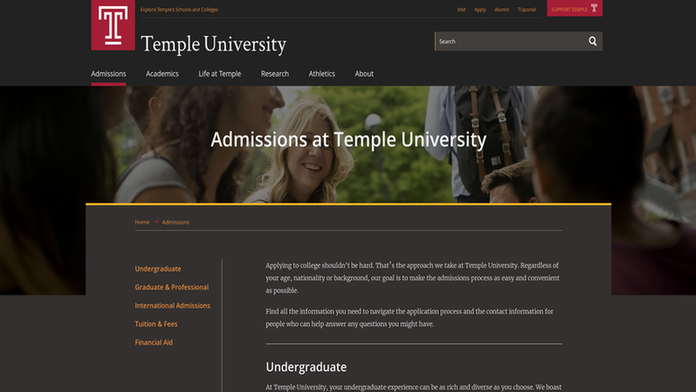 Explore Temple's Schools and Colleges
Visit Apply Alumni TUportal SUPPORT TEMPLE T
T Temple University
Search
Admissions Academics Life at Temple Research Athletics About
Admissions at Temple University
Home Admissions
Undergraduate
Graduate & Professional
International Admissions
Tuition & Fees
Financial Aid
Applying to college shouldn't be hard. That's the approach we take at Temple University. Regardless of
your age, nationality or background, our goal is to make the admissions process as easy and convenient
as possible.
Find all the information you need to navigate the application process and the contact information for
people who can help answer any questions you might have.
Undergraduate
At Temple University, your undergraduate experience can be as rich and diverse as you choose. We boast